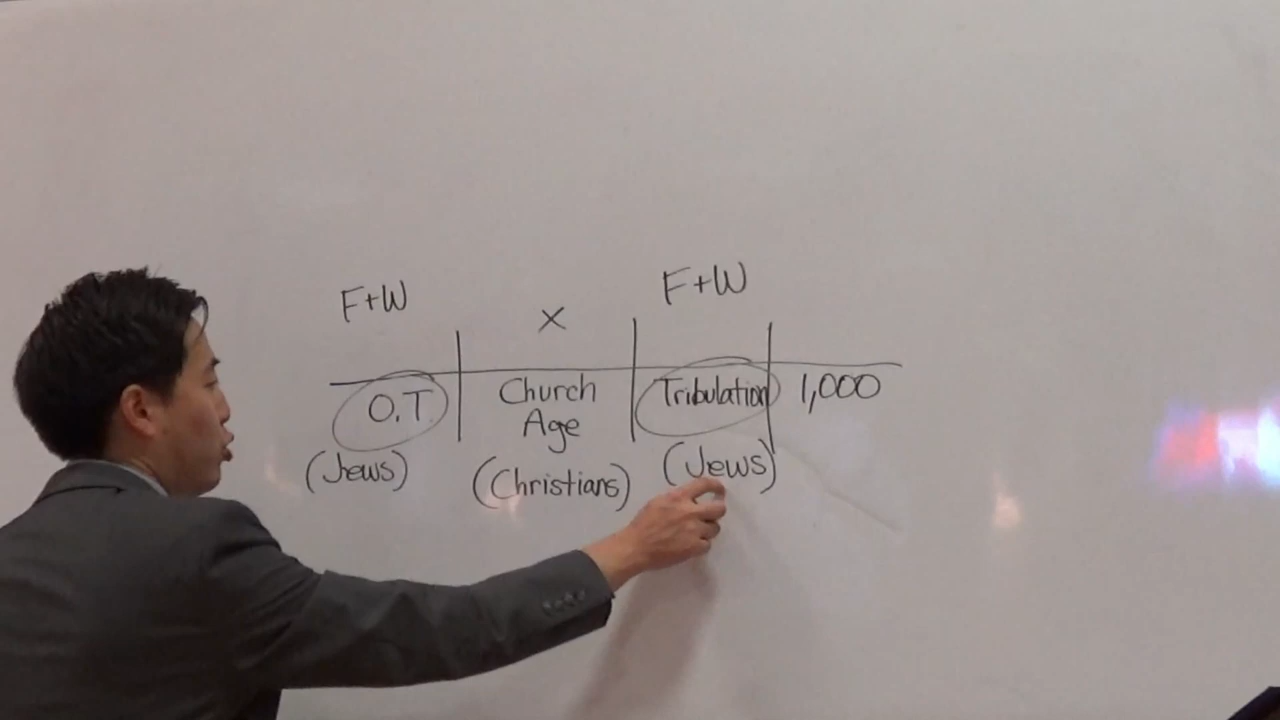 F+W × F+W
O.T. Church Age Tribulation 1,000
(Jews) (Christians) (Jews)